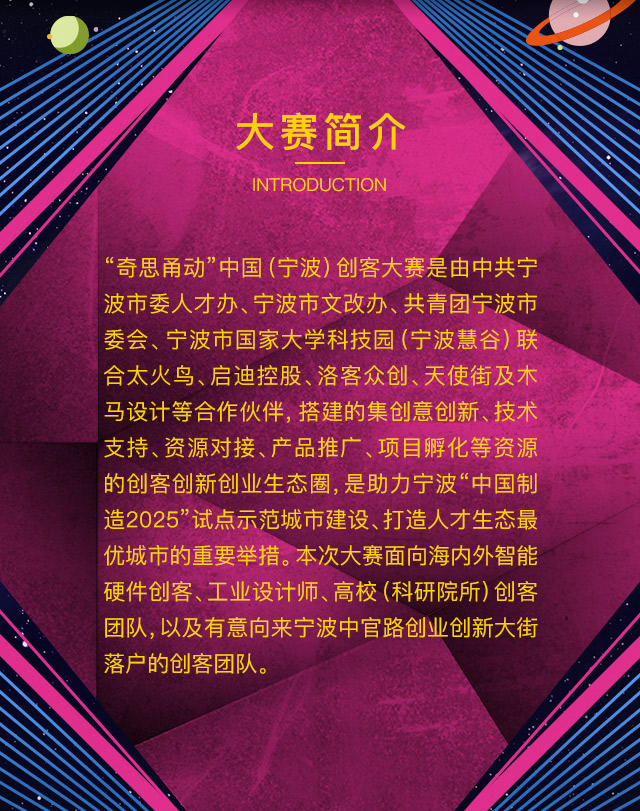 大赛简介
INTRODUCTION
“奇思甬动”中国（宁波）创客大赛是由中共宁
波市委人才办、宁波市文改办、共青团宁波市
委会、宁波市国家大学科技园（宁波慧谷）联
合太火鸟、启迪控股、洛客众创、天使街及木
马设计等合作伙伴，搭建的集创意创新、技术
支持、资源对接、产品推广、项目孵化等资源
的创客创新创业生态圈，是助力宁波“中国制
造2025”试点示范城市建设、打造人才生态最
优城市的重要举措。本次大赛面向海内外智能
硬件创客、工业设计师、高校（科研院所）创客
团队，以及有意向来宁波中官路创业创新大街
落户的创客团队。